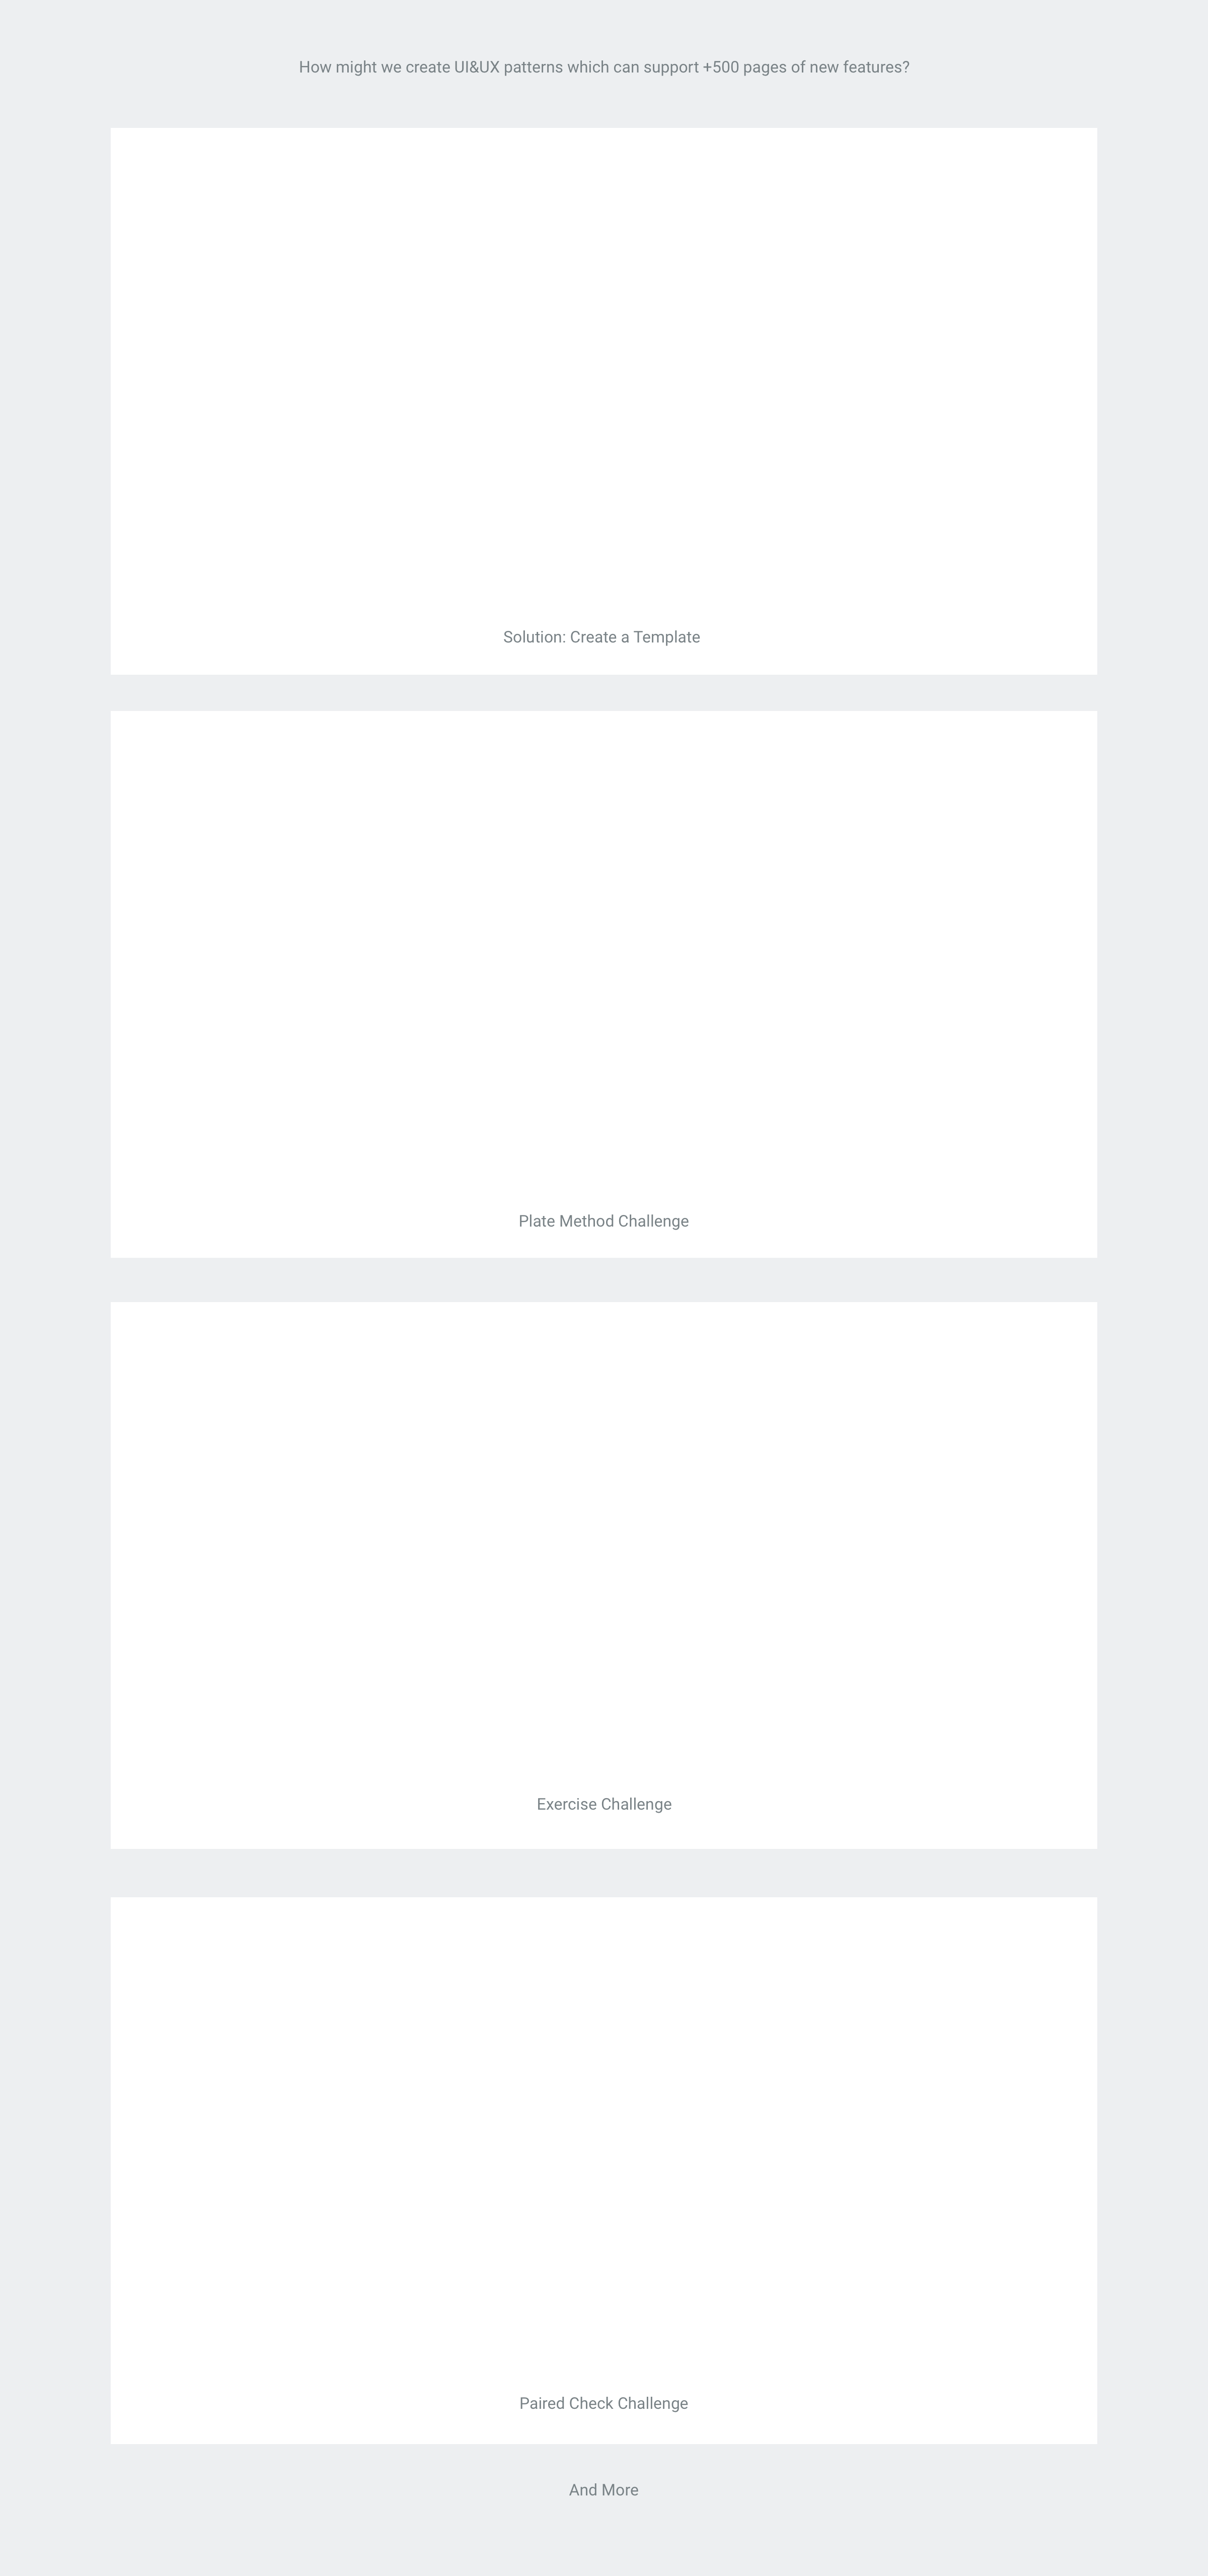 How might we create UI&UX patterns which can support +500 pages of new features?
Solution: Create a Template
Plate Method Challenge
Exercise Challenge
Paired Check Challenge
And More